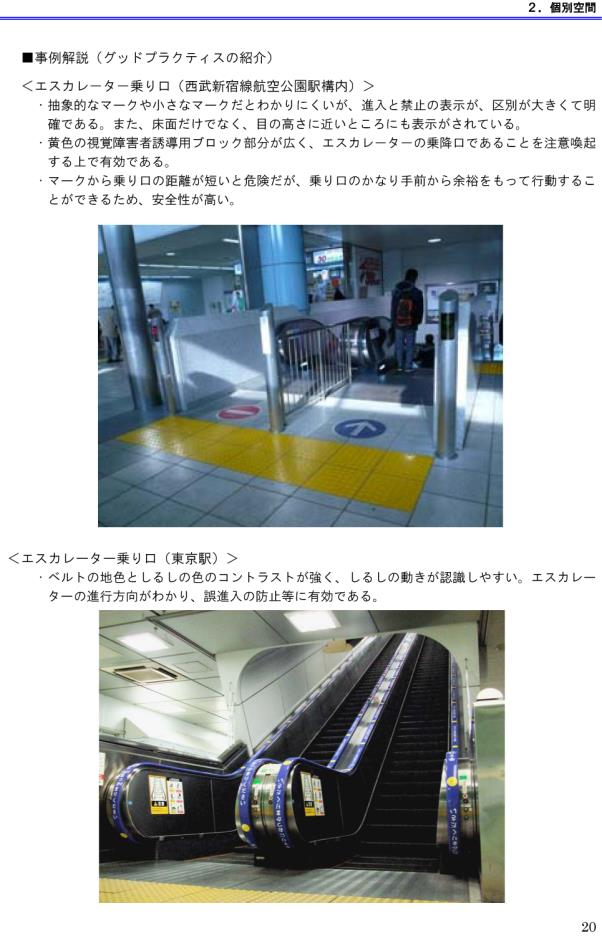 2．個別空間
■事例解説（グッドプラクティスの紹介）
＜エスカレーター乗り口（西武新宿線航空公園駅構内）＞
・抽象的なマークや小さなマークだとわかりにくいが、進入と禁止の表示が、区別が大きくて明
確である。また、床面だけでなく、目の高さに近いところにも表示がされている。
・黄色の視覚障害者誘導用ブロック部分が広く、エスカレーターの乗降口であることを注意喚起
する上で有効である。
・マークから乗り口の距離が短いと危険だが、乗り口のかなり手前から余裕をもって行動するこ
とができるため、安全性が高い。
＜エスカレーター乗り口（東京駅）＞
・ベルトの地色としるしの色のコントラストが強く、しるしの動きが認識しやすい。エスカレー
ターの進行方向がわかり、誤進入の防止等に有効である。
20